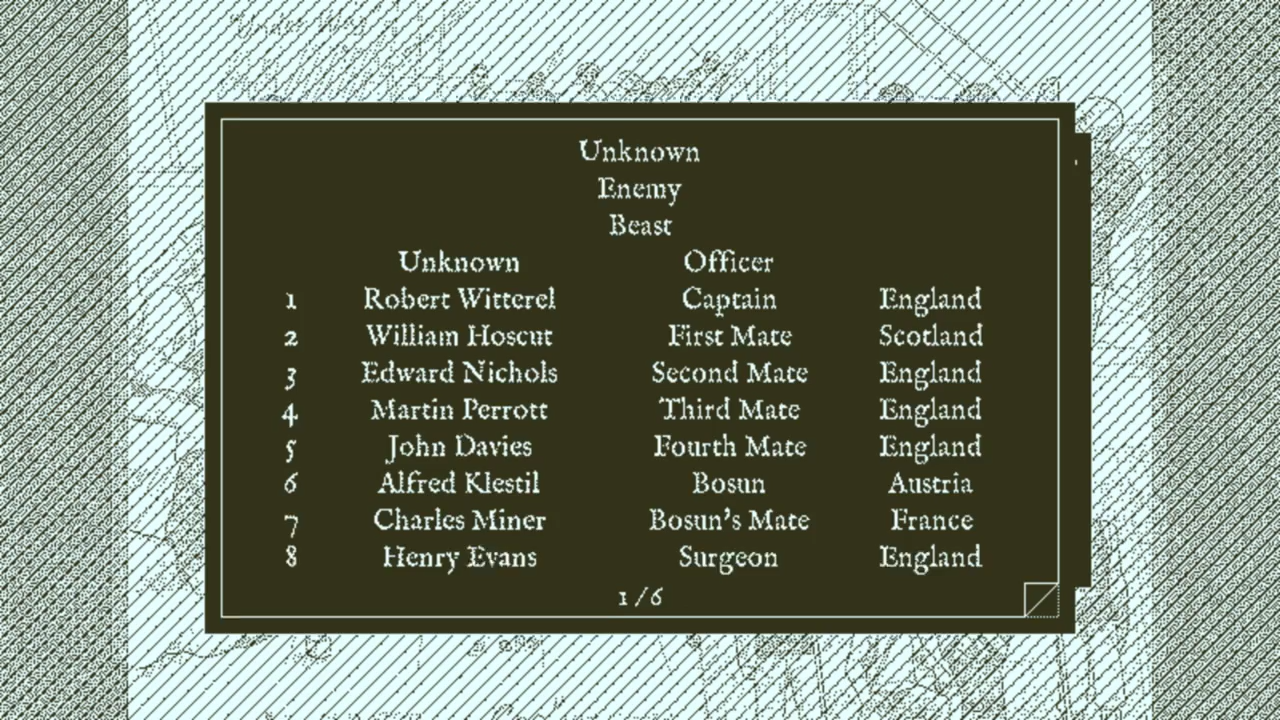 Unknown
Enemy
Beast
Unknown Officer
1 Robert Witterel Captain England
2 William Hoscut First Mate Scotland
3 Edward Nichols Second Mate England
4 Martin Perrott Third Mate England
5 John Davies Fourth Mate England
6 Alfred Klestil Bosun Austria
7 Charles Miner Bosun's Mate France
8 Henry Evans Surgeon England
1/6